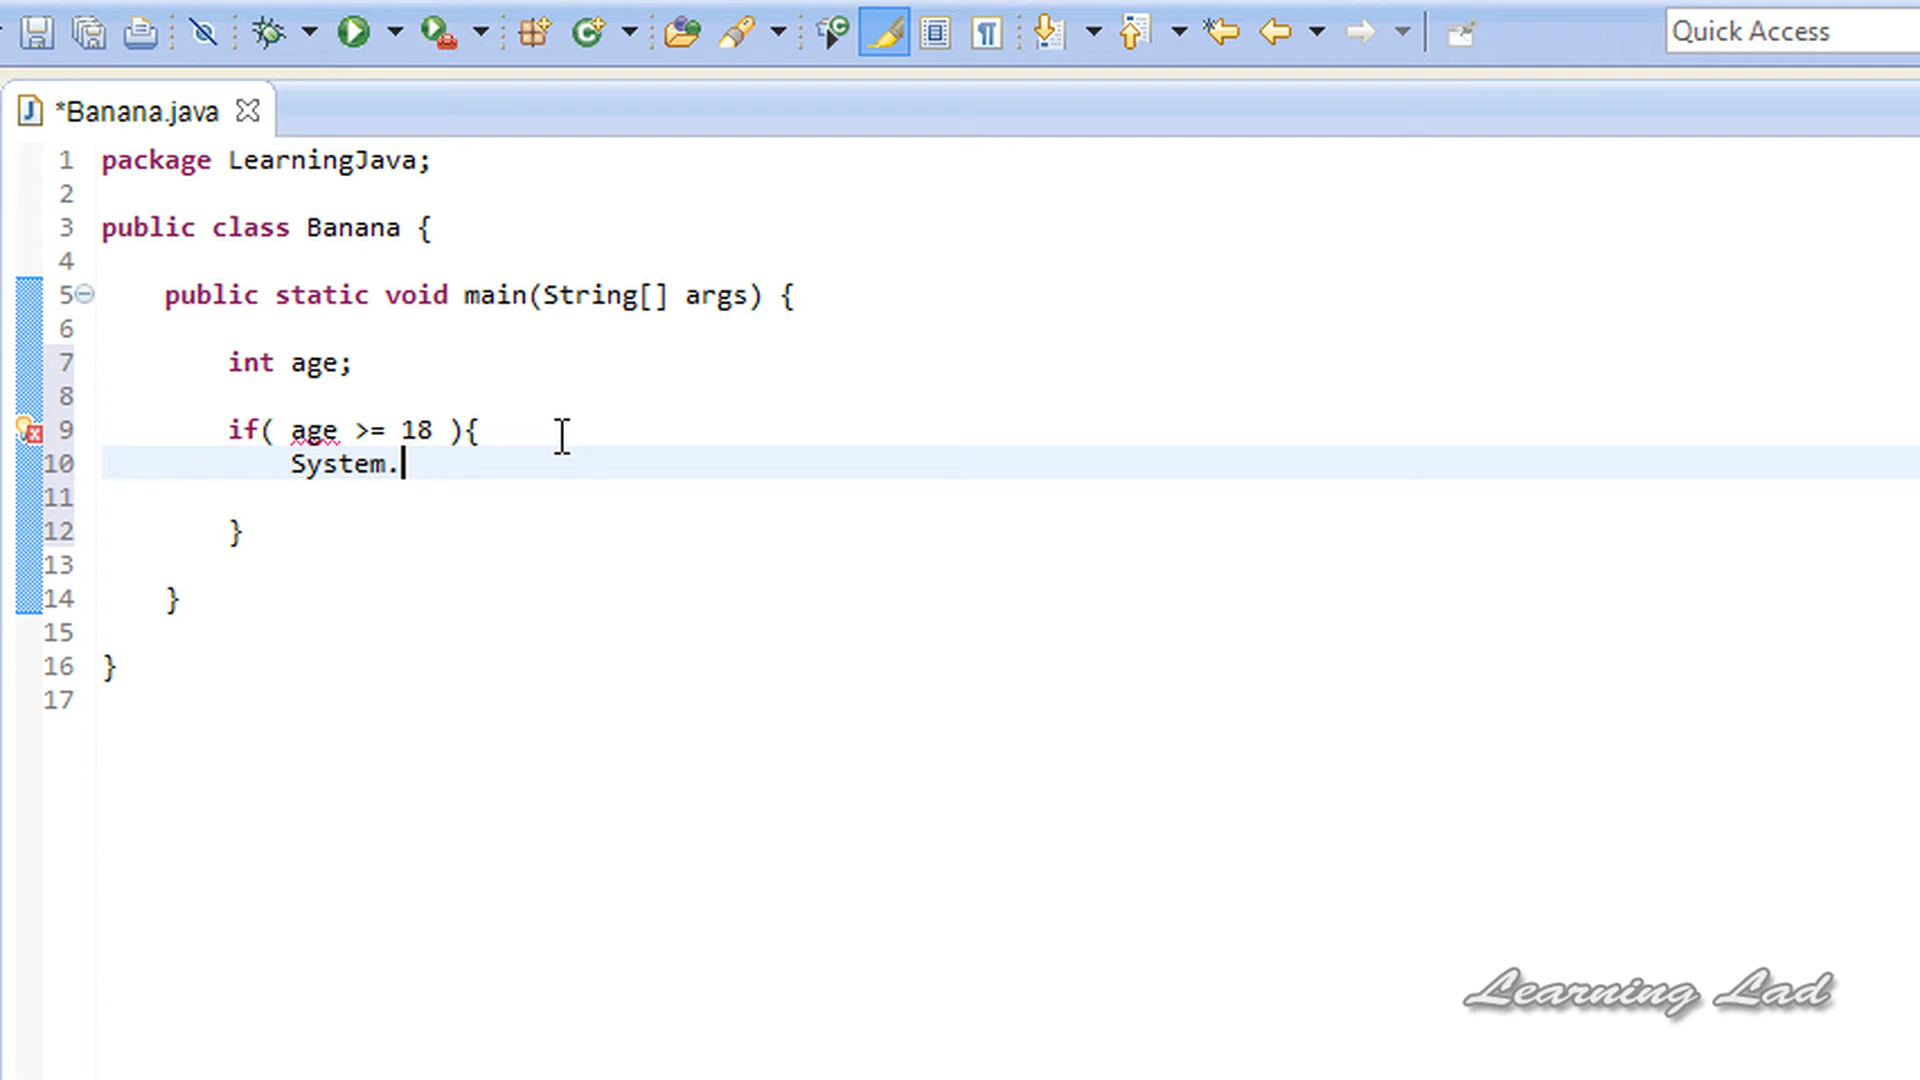 Quick Access
*Banana.java
1 package LearningJava;
2
3 public class Banana {
4
5 public static void main(String[] args) {
6
7 int age;
8
9 if( age >= 18 ){
10 System.
11
12 }
13
14 }
15
16 }
17
Learning Lad